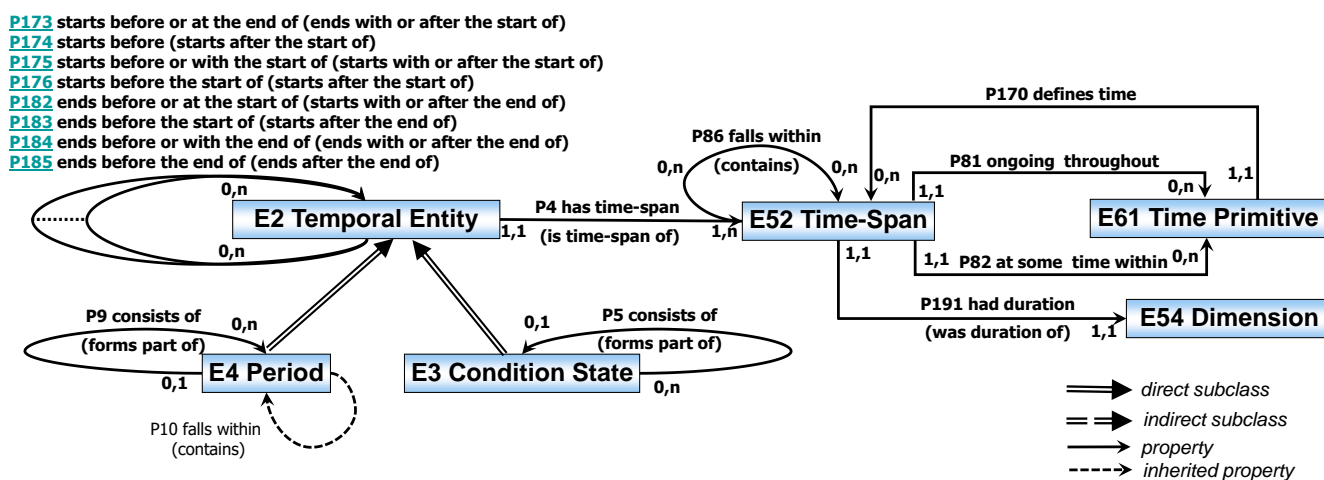 P173 starts before or at the end of (ends with or after the start of)
P174 starts before (starts after the start of)
P175 starts before or with the start of (starts with or after the start of)
P176 starts before the start of (starts after the start of)
P182 ends before or at the start of (starts with or after the end of)
P183 ends before the start of (starts after the end of)
P184 ends before or with the end of (ends with or after the end of)
P185 ends before the end of (ends after the end of)
P170 defines time
P86 falls within
(contains)
0,n
0,n
0,n
P81 ongoing throughout
1,1
0,n
1,1
0,n
E2 Temporal Entity
0,n
1,1
P4 has time-span
(is time-span of)
1,n
E52 Time-Span
E61 Time Primitive
1,1
1,1
P82 at some time within
0,n
P191 had duration
(was duration of)
1,1
E54 Dimension
P9 consists of
(forms part of)
0,n
0,1
E4 Period
P10 falls within
(contains)
0,1
P5 consists of
(forms part of)
E3 Condition State
0,n
direct subclass
indirect subclass
property
inherited property